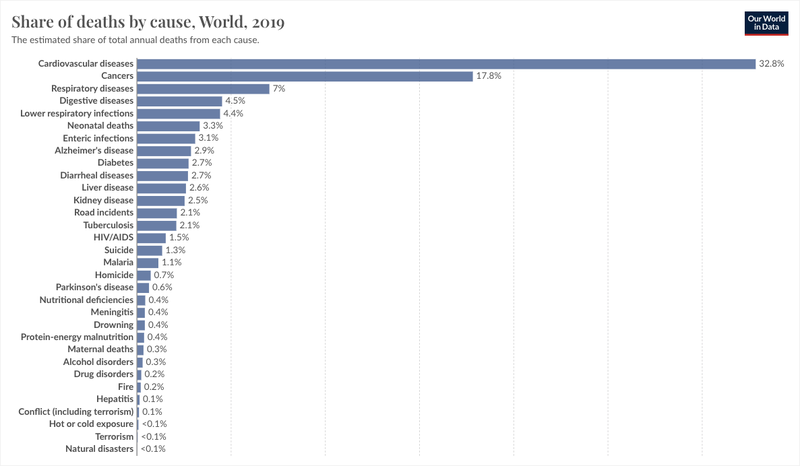 Share of deaths by cause, World, 2019
The estimated share of total annual deaths from each cause.
Our World
in Data
Cardiovascular diseases 32.8%
Cancers 17.8%
Respiratory diseases 7%
Digestive diseases 4.5%
Lower respiratory infections 4.4%
Neonatal deaths 3.3%
Enteric infections 3.1%
Alzheimer's disease 2.9%
Diabetes 2.7%
Diarrheal diseases 2.7%
Liver disease 2.6%
Kidney disease 2.5%
Road incidents 2.1%
Tuberculosis 2.1%
HIV/AIDS 1.5%
Suicide 1.3%
Malaria 1.1%
Homicide 0.7%
Parkinson's disease 0.6%
Nutritional deficiencies 0.4%
Meningitis 0.4%
Drowning 0.4%
Protein-energy malnutrition 0.4%
Maternal deaths 0.3%
Alcohol disorders 0.3%
Drug disorders 0.2%
Fire 0.2%
Hepatitis 0.1%
Conflict (including terrorism) 0.1%
Hot or cold exposure <0.1%
Terrorism <0.1%
Natural disasters <0.1%